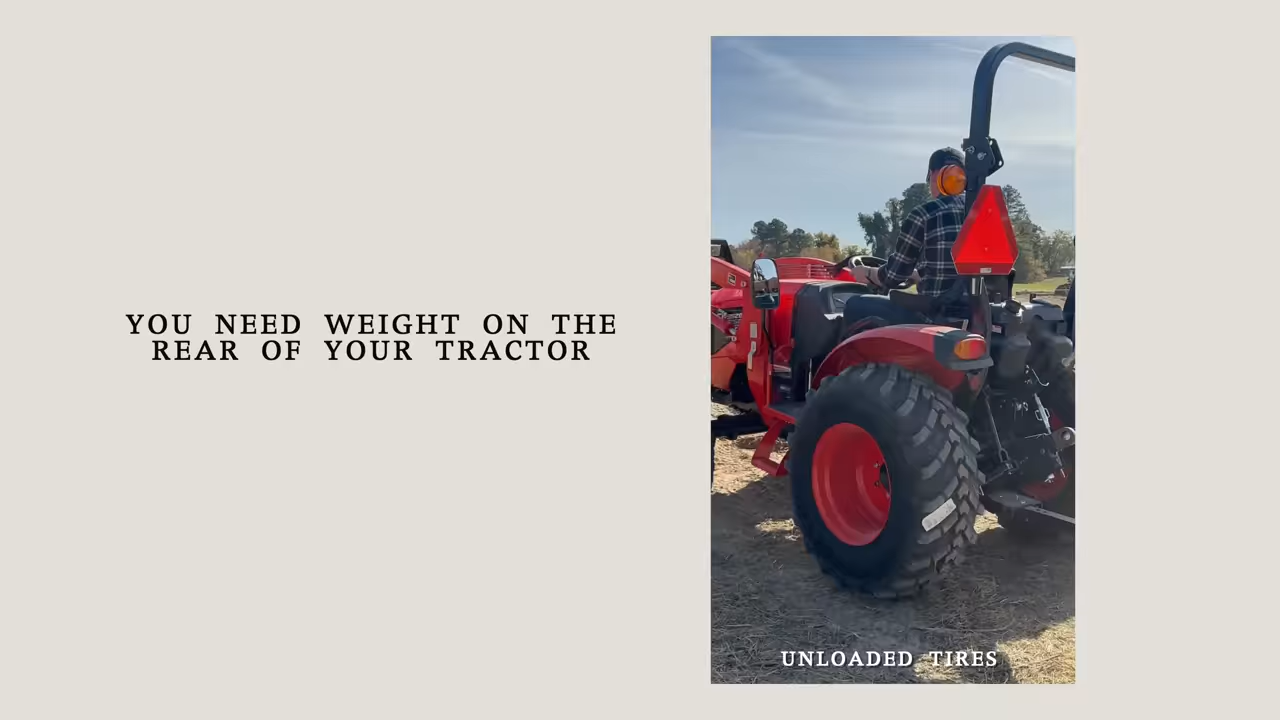 YOU NEED WEIGHT ON THE
REAR OF YOUR TRACTOR
UNLOADED TIRES